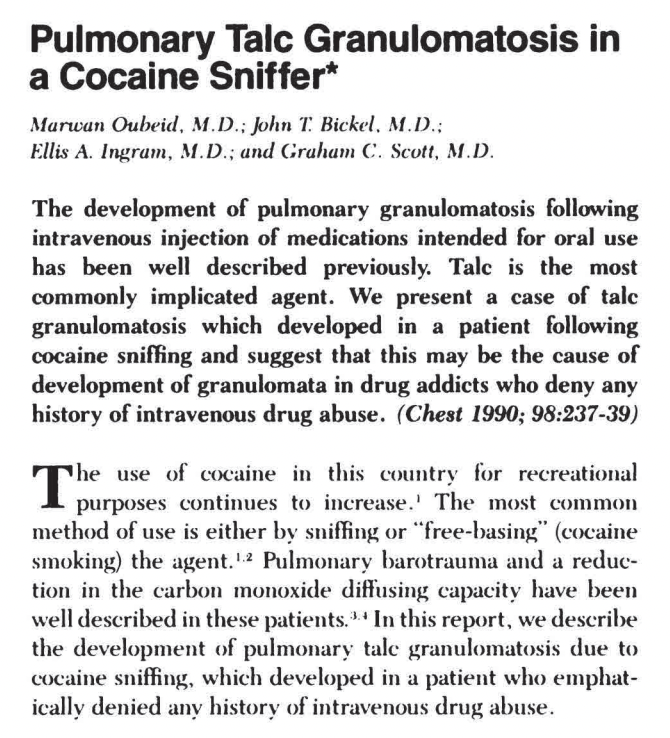 Pulmonary Talc Granulomatosis in
a Cocaine Sniffer*
Marwan Oubeid, M.D.; John T. Bickel, M.D.;
Ellis A. Ingram, M.D.; and Graham C. Scott, M.D.
The development of pulmonary granulomatosis following
intravenous injection of medications intended for oral use
has been well described previously. Talc is the most
commonly implicated agent. We present a case of talc
granulomatosis which developed in a patient following
cocaine sniffing and suggest that this may be the cause of
development of granulomata in drug addicts who deny any
history of intravenous drug abuse. (Chest 1990; 98:237-39)
The use of cocaine in this country for recreational
purposes continues to increase.¹ The most common
method of use is either by sniffing or “free-basing” (cocaine
smoking) the agent.¹,² Pulmonary barotrauma and a reduc-
tion in the carbon monoxide diffusing capacity have been
well described in these patients.³,⁴ In this report, we describe
the development of pulmonary talc granulomatosis due to
cocaine sniffing, which developed in a patient who emphat-
ically denied any history of intravenous drug abuse.